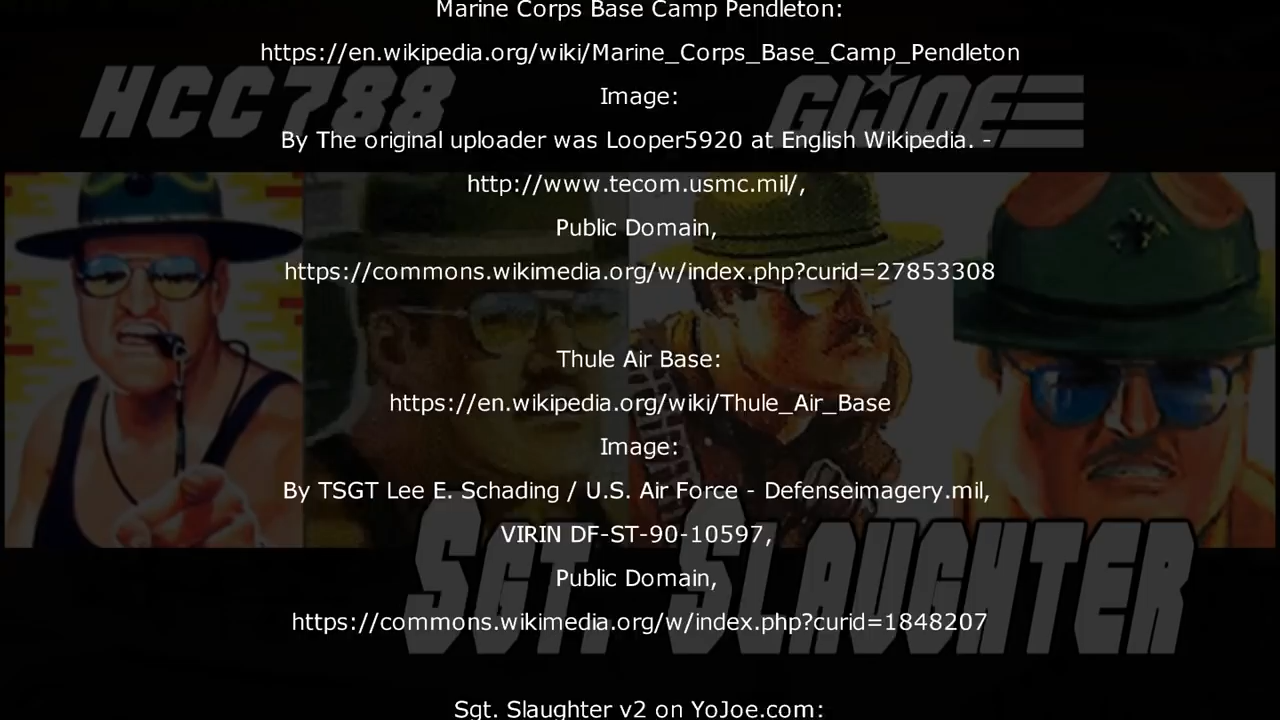 Marine Corps Base Camp Pendleton:
https://en.wikipedia.org/wiki/Marine_Corps_Base_Camp_Pendleton
HCC788
GI JOE
Image:
By The original uploader was Looper5920 at English Wikipedia. -
http://www.tecom.usmc.mil/,
Public Domain,
https://commons.wikimedia.org/w/index.php?curid=27853308
Thule Air Base:
https://en.wikipedia.org/wiki/Thule_Air_Base
Image:
By TSGT Lee E. Schading / U.S. Air Force - Defenseimagery.mil,
VIRIN DF-ST-90-10597,
Public Domain,
https://commons.wikimedia.org/w/index.php?curid=1848207
SGT. SLAUGHTER
Sgt. Slaughter v2 on YoJoe.com: